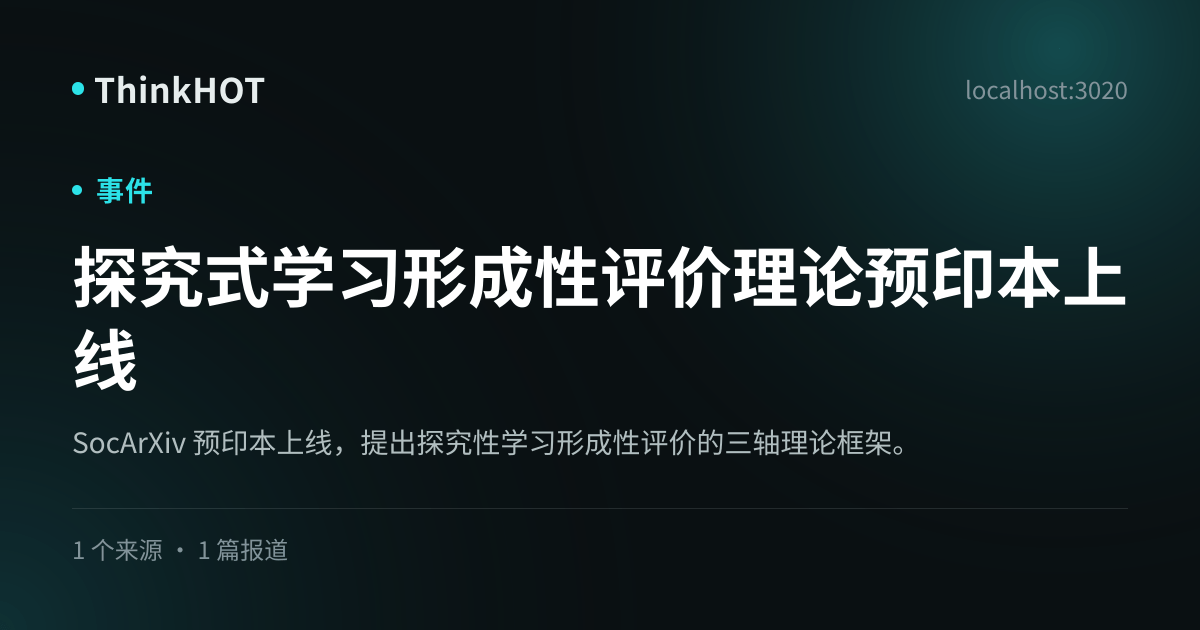 ThinkHOT
localhost:3020
事件
探究式学习形成性评价理论预印本上
线
SocArXiv 预印本上线，提出探究性学习形成性评价的三轴理论框架。
1 个来源 · 1 篇报道